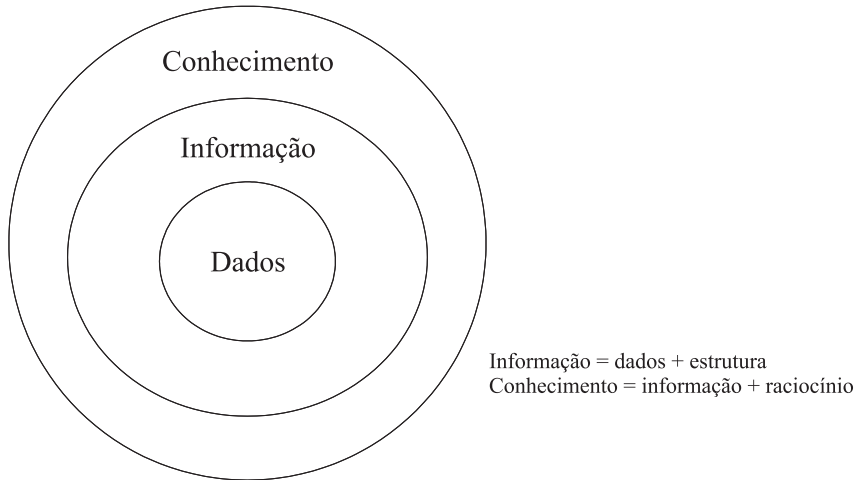 Conhecimento
Informação
Dados
Informação = dados + estrutura
Conhecimento = informação + raciocínio